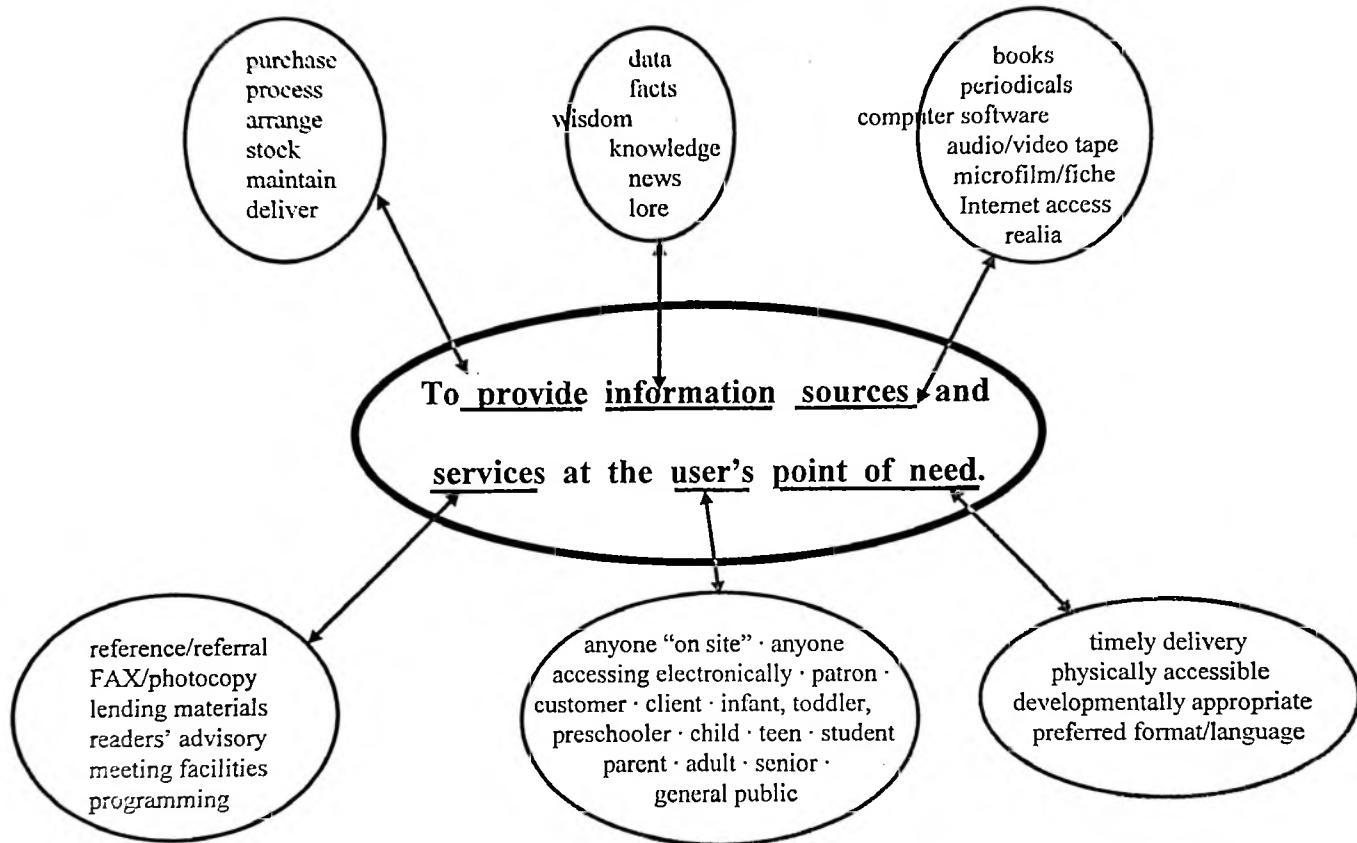 purchase
process
arrange
stock
maintain
deliver
data
facts
wisdom
knowledge
news
lore
books
periodicals
computer software
audio/video tape
microfilm/fiche
Internet access
realia
To provide information sources and
services at the user's point of need.
reference/referral
FAX/photocopy
lending materials
readers' advisory
meeting facilities
programming
anyone “on site” · anyone
accessing electronically · patron ·
customer · client · infant, toddler,
preschooler · child · teen · student
parent · adult · senior ·
general public
timely delivery
physically accessible
developmentally appropriate
preferred format/language